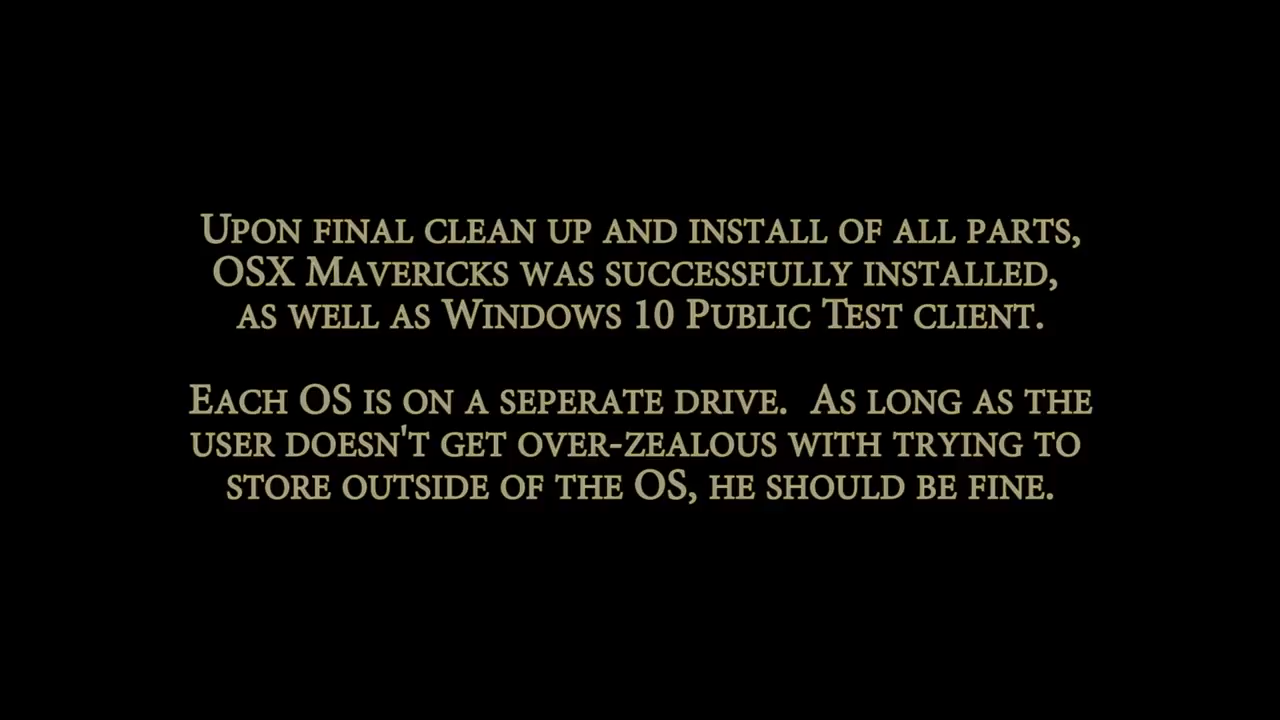 Upon final clean up and install of all parts,
OSX Mavericks was successfully installed,
as well as Windows 10 Public Test client.
Each OS is on a seperate drive.  As long as the
user doesn't get over-zealous with trying to
store outside of the OS, he should be fine.